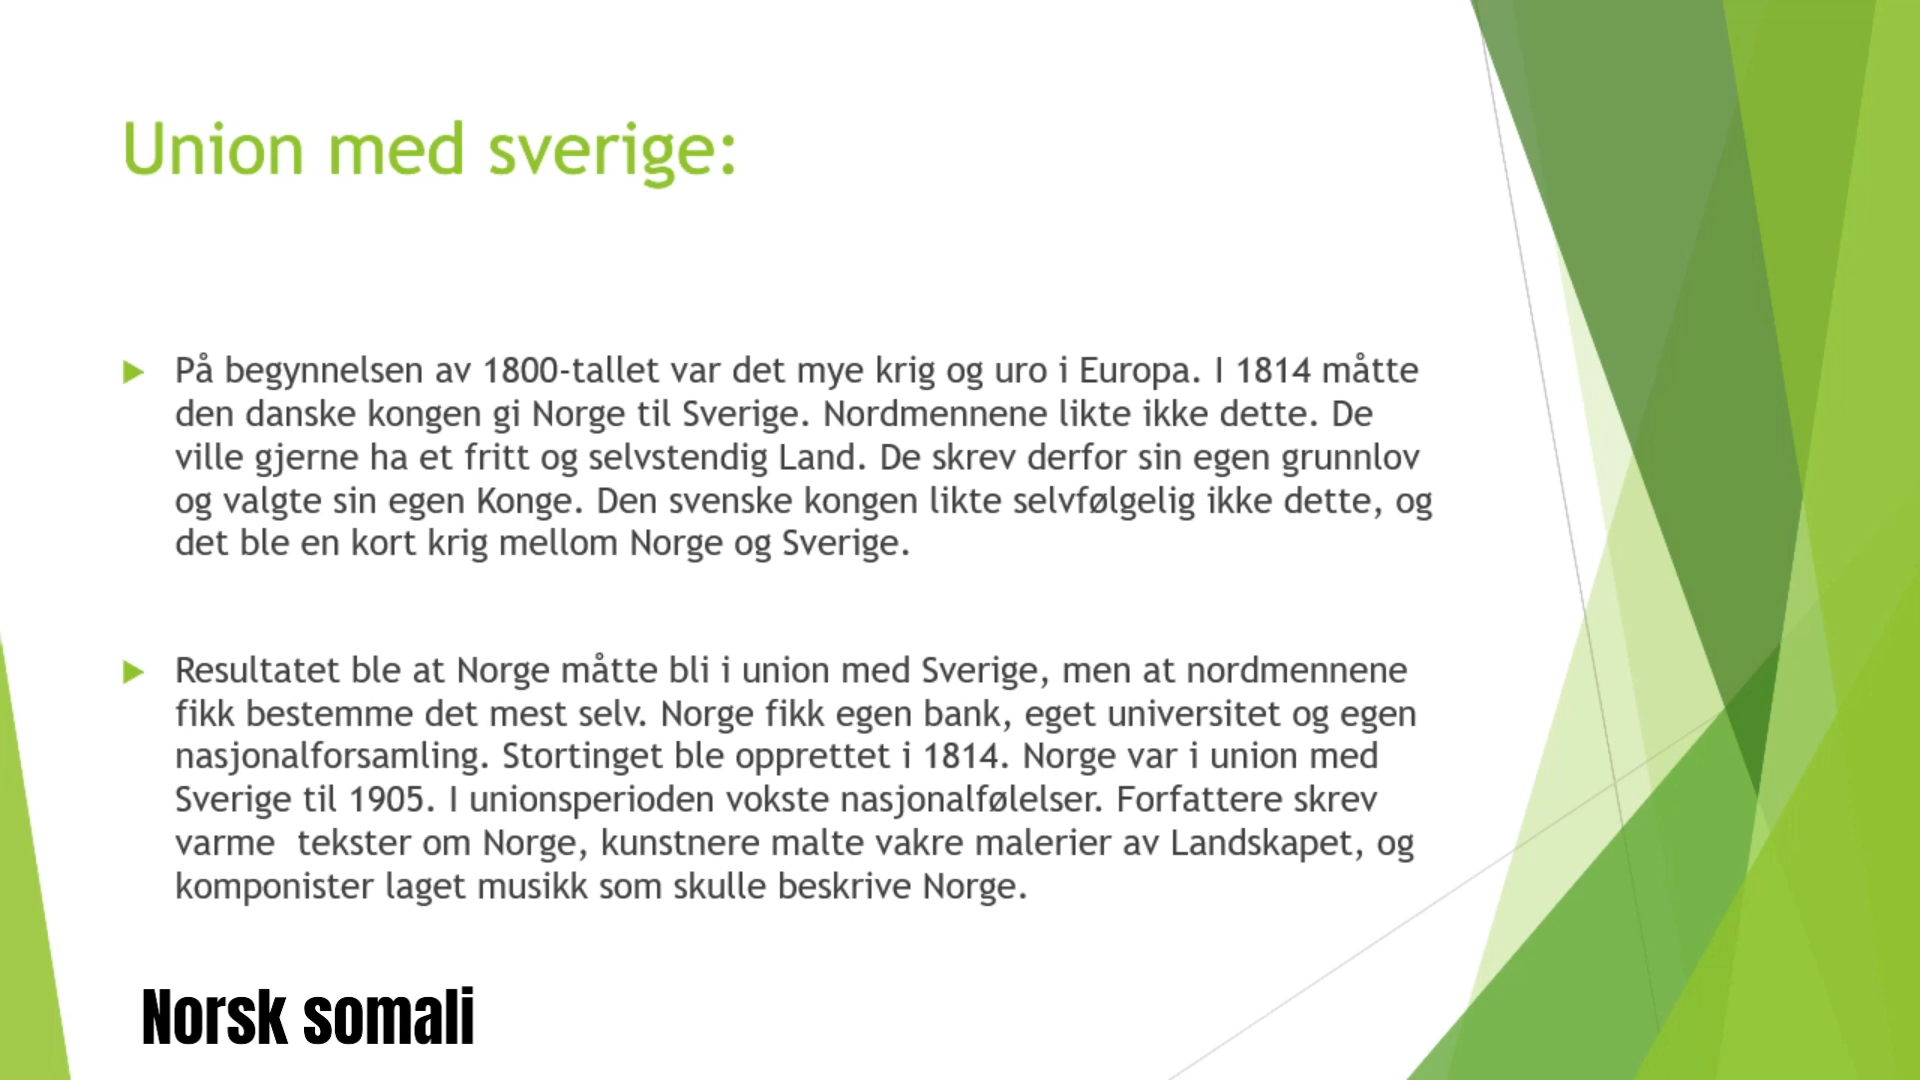 Union med sverige:
På begynnelsen av 1800-tallet var det mye krig og uro i Europa. I 1814 måtte
den danske kongen gi Norge til Sverige. Nordmennene likte ikke dette. De
ville gjerne ha et fritt og selvstendig Land. De skrev derfor sin egen grunnlov
og valgte sin egen Konge. Den svenske kongen likte selvfølgelig ikke dette, og
det ble en kort krig mellom Norge og Sverige.
Resultatet ble at Norge måtte bli i union med Sverige, men at nordmennene
fikk bestemme det mest selv. Norge fikk egen bank, eget universitet og egen
nasjonalforsamling. Stortinget ble opprettet i 1814. Norge var i union med
Sverige til 1905. I unionsperioden vokste nasjonalfølelser. Forfattere skrev
varme  tekster om Norge, kunstnere malte vakre malerier av Landskapet, og
komponister laget musikk som skulle beskrive Norge.
Norsk somali